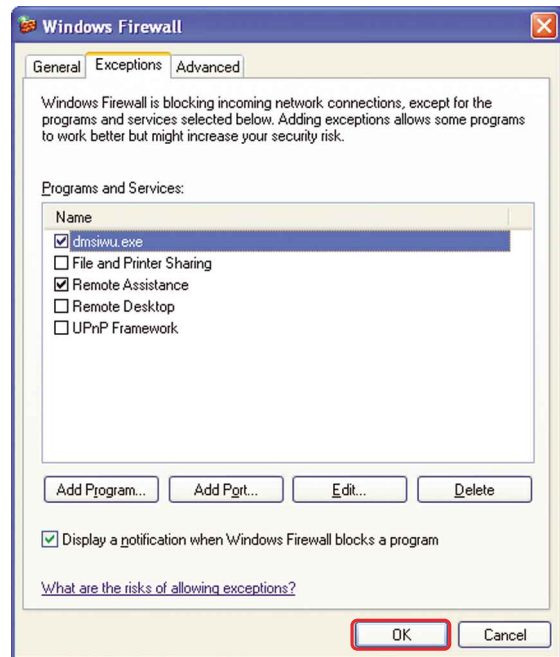 Windows Firewall
General
Exceptions
Advanced
Windows Firewall is blocking incoming network connections, except for the
programs and services selected below. Adding exceptions allows some programs
to work better but might increase your security risk.
Programs and Services:
Name
dmsiwu.exe
File and Printer Sharing
Remote Assistance
Remote Desktop
UPnP Framework
Add Program...
Add Port...
Edit...
Delete
Display a notification when Windows Firewall blocks a program
What are the risks of allowing exceptions?
OK
Cancel